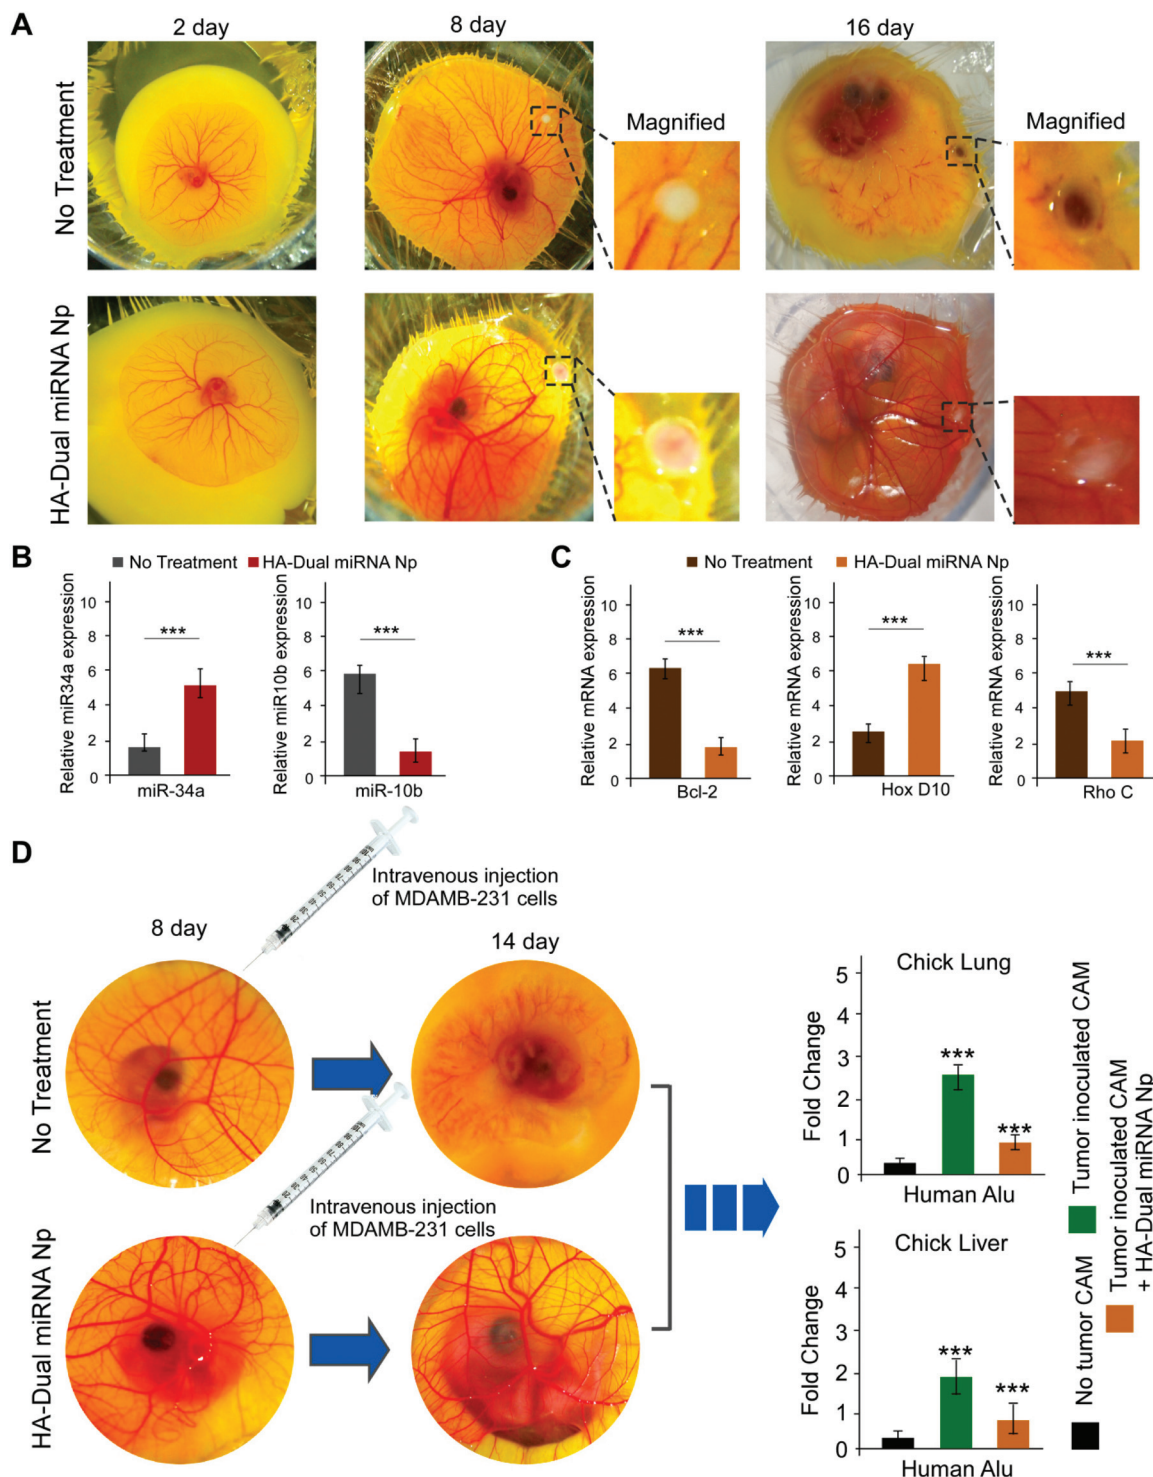 A
2 day
8 day
16 day
No Treatment
Magnified
Magnified
HA-Dual miRNA Np
B
No Treatment
HA-Dual miRNA Np
Relative miR34a expression
10
8
6
4
2
0
***
miR-34a
Relative miR10b expression
10
8
6
4
2
0
***
miR-10b
C
No Treatment
HA-Dual miRNA Np
Relative mRNA expression
10
8
6
4
2
0
***
Bcl-2
Relative mRNA expression
10
8
6
4
2
0
***
Hox D10
Relative mRNA expression
10
8
6
4
2
0
***
Rho C
D
Intravenous injection
of MDAMB-231 cells
8 day
14 day
No Treatment
Intravenous injection
of MDAMB-231 cells
HA-Dual miRNA Np
Chick Lung
Fold Change
5
3
2
1
0
***
***
Human Alu
Chick Liver
Fold Change
5
3
2
1
0
***
***
Human Alu
No tumor CAM
Tumor inoculated CAM
Tumor inoculated CAM
+ HA-Dual miRNA Np